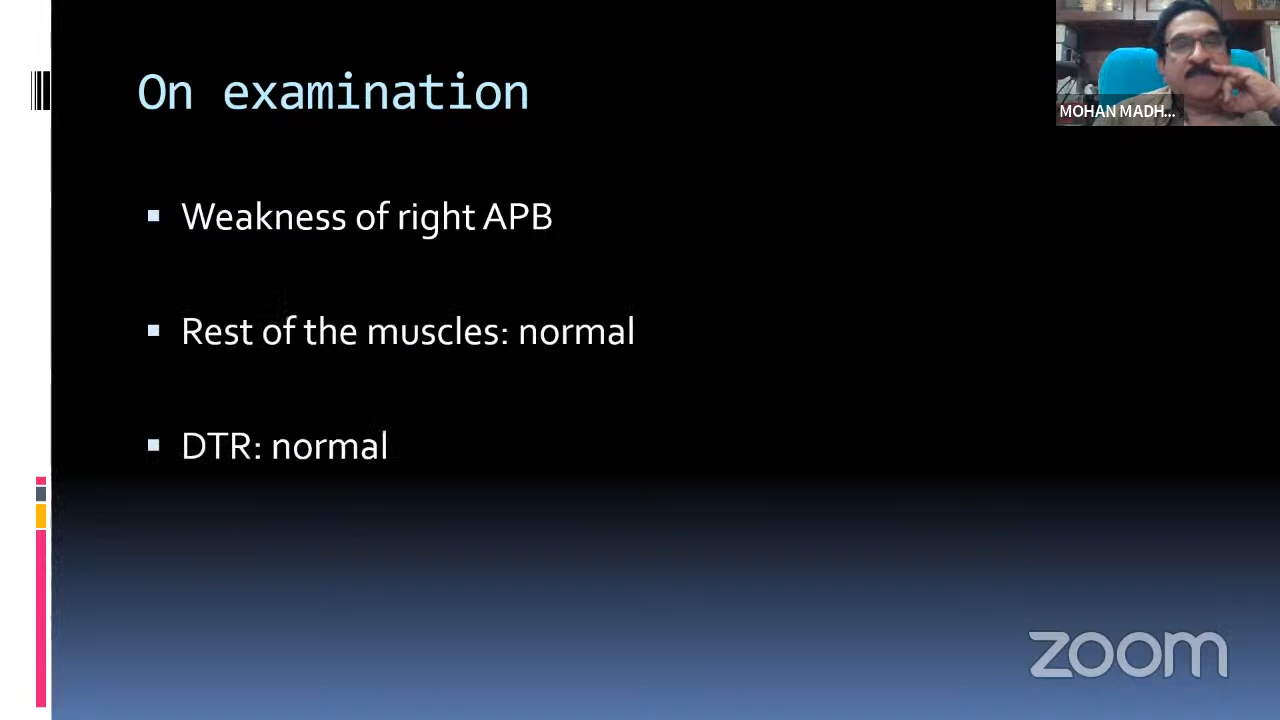 On examination
MOHAN MADH...
Weakness of right APB
Rest of the muscles: normal
DTR: normal
zoom